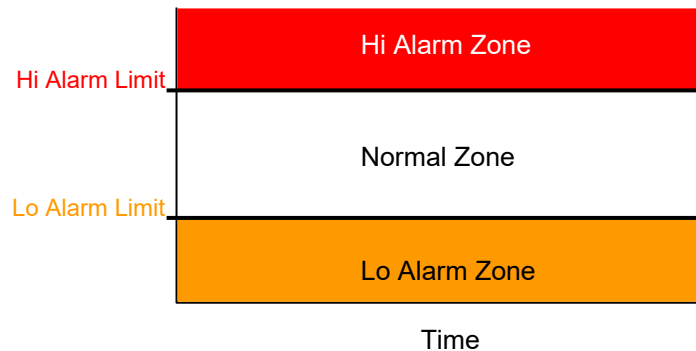 Hi Alarm Zone
Hi Alarm Limit
Normal Zone
Lo Alarm Limit
Lo Alarm Zone
Time